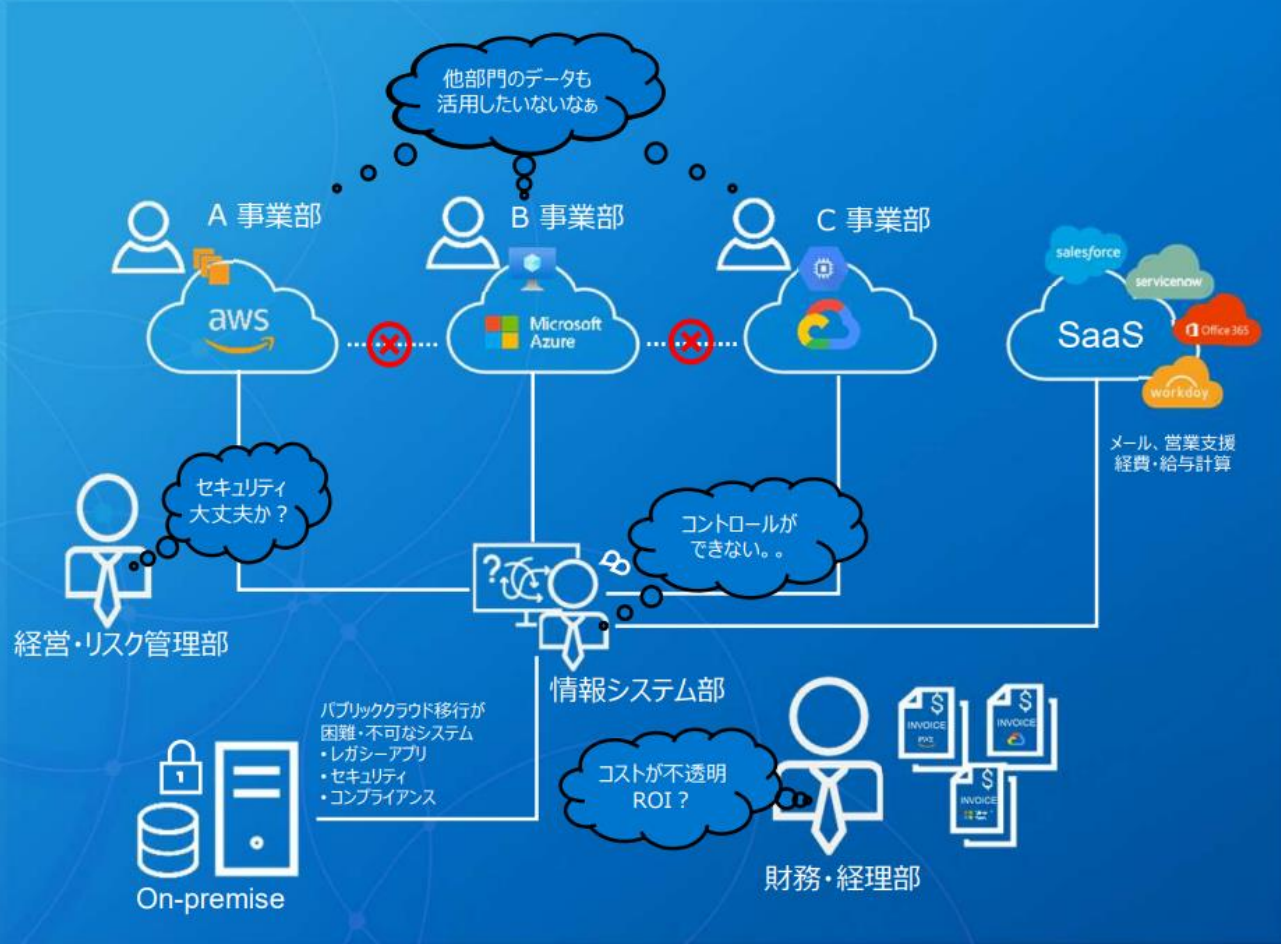 他部門のデータも
活用したいないなぁ
A 事業部
B 事業部
C 事業部
aws
Microsoft
Azure
salesforce
servicenow
Office 365
workday
SaaS
メール、営業支援
経費・給与計算
セキュリティ
大丈夫か？
コントロールが
できない。。
?
経営・リスク管理部
情報システム部
パブリッククラウド移行が
困難・不可なシステム
・レガシーアプリ
・セキュリティ
・コンプライアンス
1
On-premise
コストが不透明
ROI？
財務・経理部
$
INVOICE
aws
$
INVOICE
$
INVOICE